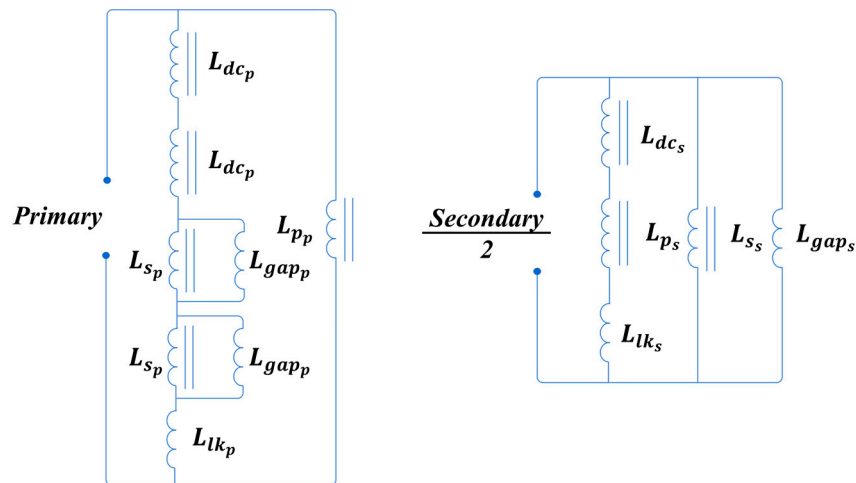 L_{dc_p}
L_{dc_p}
Primary
L_{p_p}
L_{s_p} L_{gap_p}
L_{s_p} L_{gap_p}
L_{lk_p}
L_{dc_s}
Secondary
2
L_{p_s} L_{s_s} L_{gap_s}
L_{lk_s}